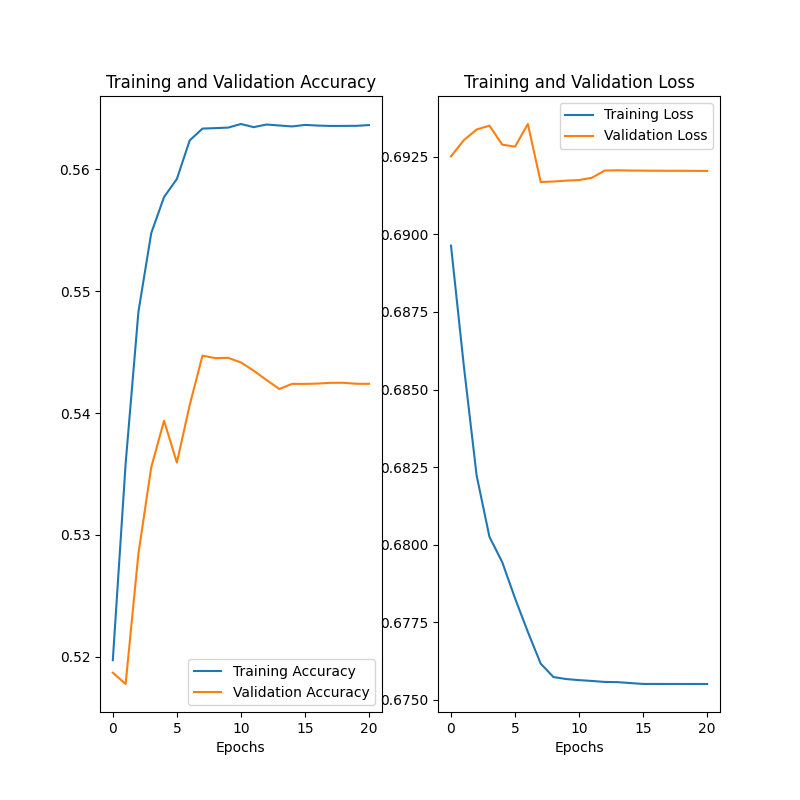 Training and Validation Accuracy
0.56
0.55
0.54
0.53
0.52
Training Accuracy
Validation Accuracy
0 5 10 15 20
Epochs
Training and Validation Loss
Training Loss
Validation Loss
0.6925
0.6900
0.6875
0.6850
0.6825
0.6800
0.6775
0.6750
0 5 10 15 20
Epochs